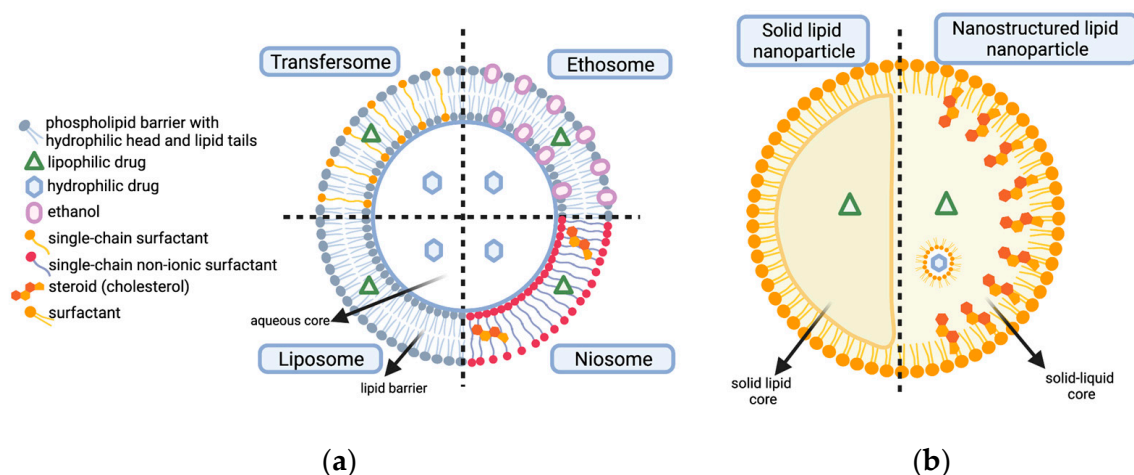 Transfersome
Ethosome
phospholipid barrier with
hydrophilic head and lipid tails
lipophilic drug
hydrophilic drug
ethanol
single-chain surfactant
single-chain non-ionic surfactant
steroid (cholesterol)
surfactant
aqueous core
Liposome
lipid barrier
Niosome
(a)
Solid lipid
nanoparticle
Nanostructured lipid
nanoparticle
solid lipid
core
solid-liquid
core
(b)